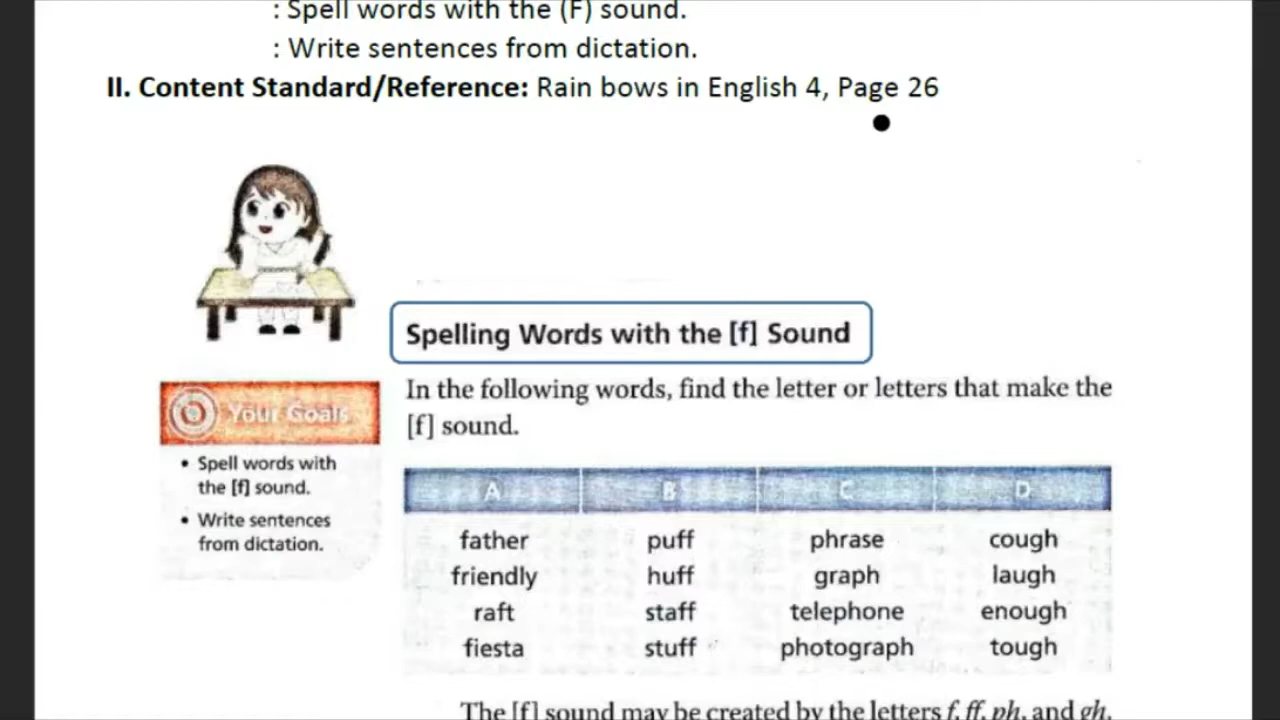 : Spell words with the (F) sound.
: Write sentences from dictation.
II. Content Standard/Reference: Rain bows in English 4, Page 26
Spelling Words with the [f] Sound
Your Goals
• Spell words with
the [f] sound.
• Write sentences
from dictation.
In the following words, find the letter or letters that make the
[f] sound.
A B C D
father puff phrase cough
friendly huff graph laugh
raft staff telephone enough
fiesta stuff photograph tough
The [f] sound may be created by the letters f, ff, ph, and gh.